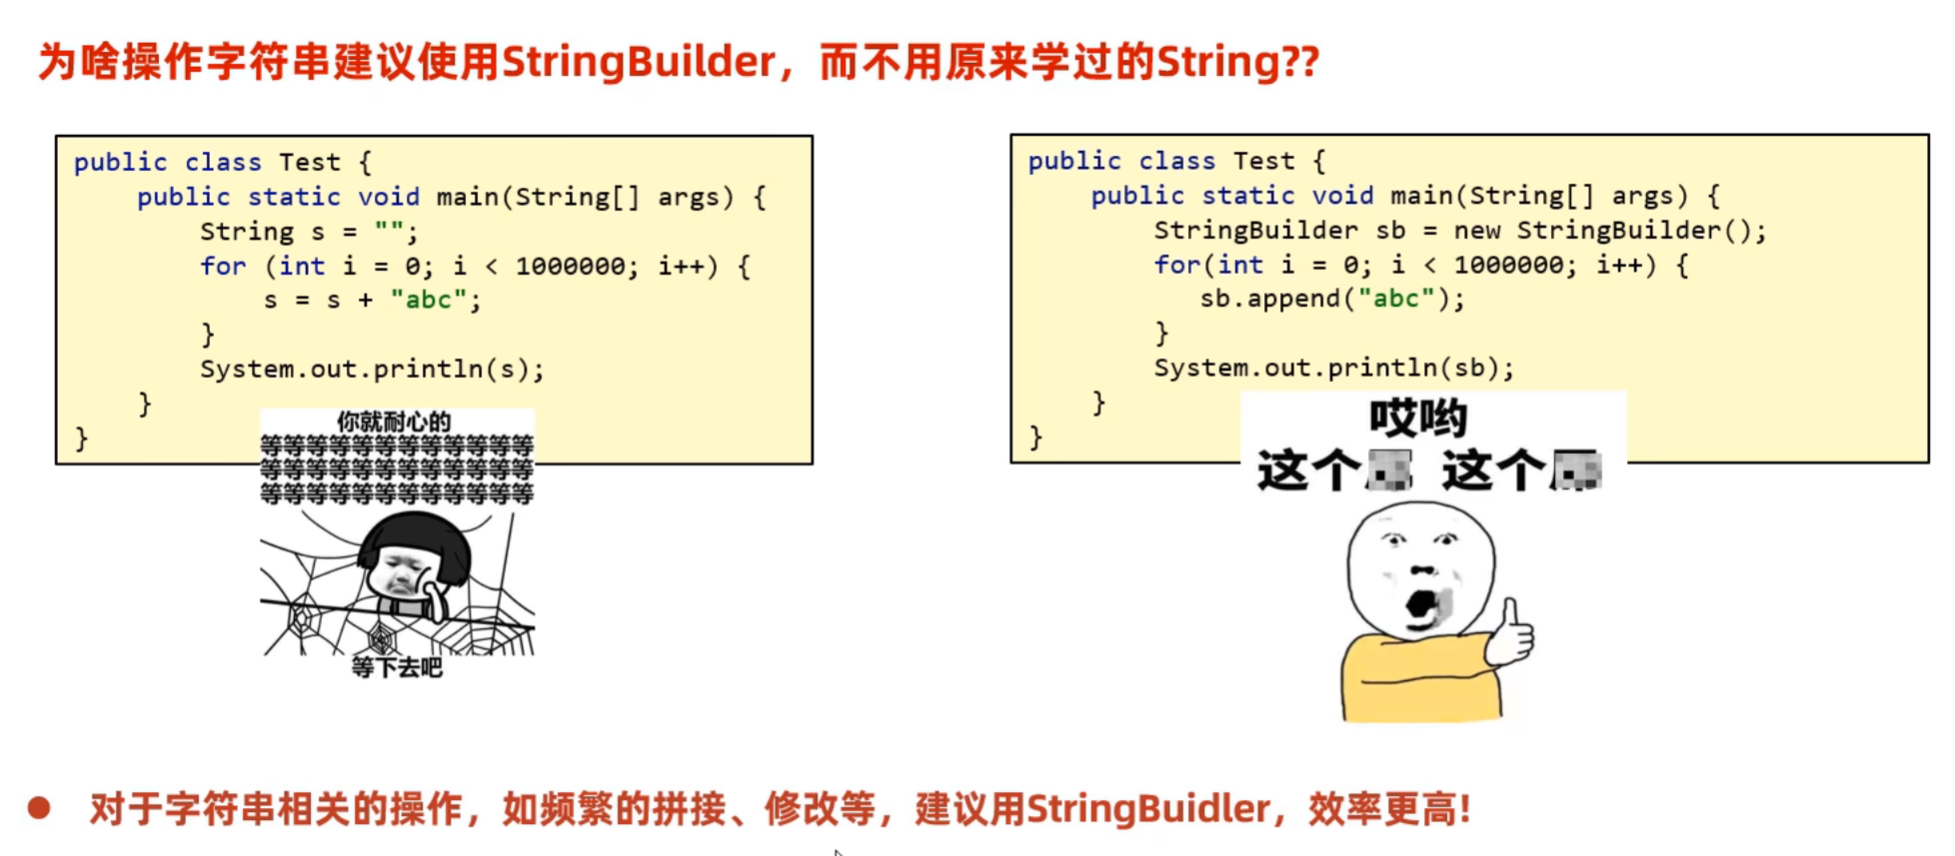 为啥操作字符串建议使用StringBuilder，而不用原来学过的String??
public class Test {
public static void main(String[] args) {
String s = "";
for (int i = 0; i < 1000000; i++) {
s = s + "abc";
}
System.out.println(s);
}
}
你就耐心的
等等等等等等等等等等等等
等等等等等等等等等等等等
等等等等等等等等等等等等
等下去吧
public class Test {
public static void main(String[] args) {
StringBuilder sb = new StringBuilder();
for(int i = 0; i < 1000000; i++) {
sb.append("abc");
}
System.out.println(sb);
}
}
哎哟
这个 这个
● 对于字符串相关的操作，如频繁的拼接、修改等，建议用StringBuidler，效率更高!